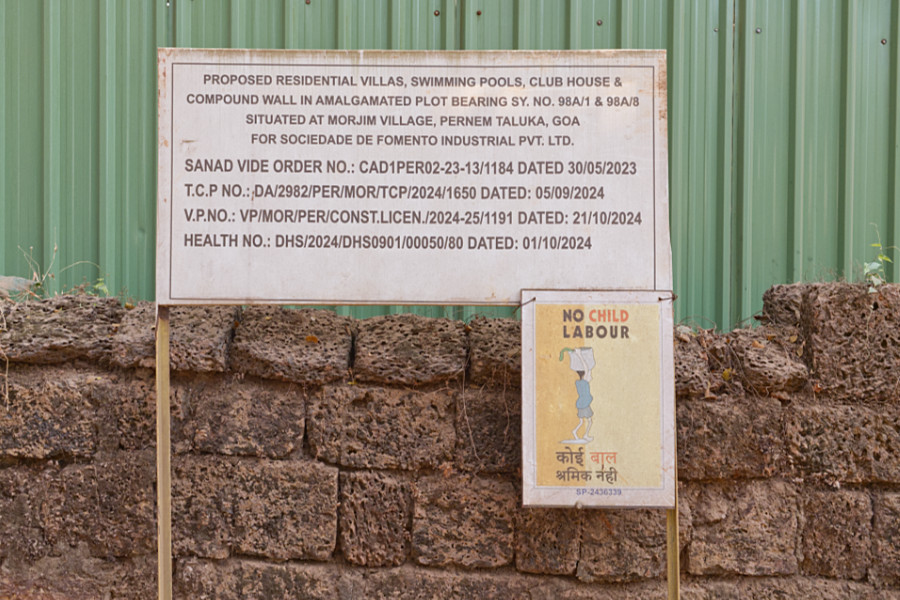 PROPOSED RESIDENTIAL VILLAS, SWIMMING POOLS, CLUB HOUSE &
COMPOUND WALL IN AMALGAMATED PLOT BEARING SY. NO. 98A/1 & 98A/8
SITUATED AT MORJIM VILLAGE, PERNEM TALUKA, GOA
FOR SOCIEDADE DE FOMENTO INDUSTRIAL PVT. LTD.
SANAD VIDE ORDER NO.: CAD1PER02-23-13/1184 DATED 30/05/2023
T.C.P NO.: DA/2982/PER/MOR/TCP/2024/1650 DATED: 05/09/2024
V.P.NO.: VP/MOR/PER/CONST.LICEN./2024-25/1191 DATED: 21/10/2024
HEALTH NO.: DHS/2024/DHS0901/00050/80 DATED: 01/10/2024
NO CHILD
LABOUR
कोई बाल
श्रमिक नंही
SP-2436339